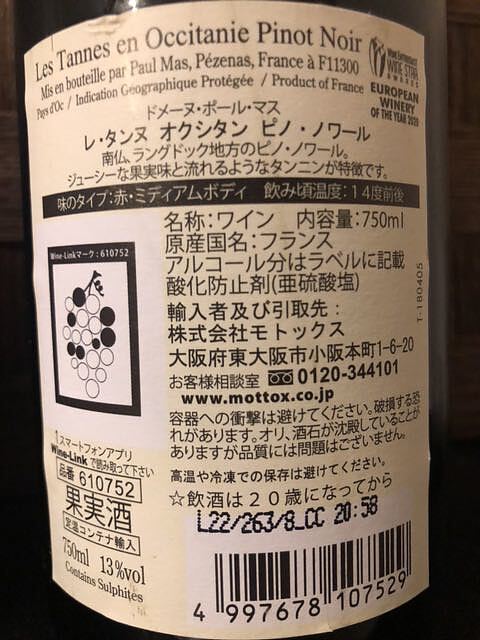 Les Tannes en Occitanie Pinot Noir
Mis en bouteille par Paul Mas, Pézenas, France à F11300
Pays d'Oc / Indication Géographique Protégée / Product of France
WINE STAR
AWARDS
EUROPEAN
WINERY
OF THE YEAR
ドメーヌ・ポール・マス
レ・タンヌ オクシタン ピノ・ノワール
南仏、ラングドック地方のピノ・ノワール。
ジューシーな果実味と流れるようなタンニンが特徴です。
味のタイプ:赤・ミディアムボディ 飲み頃温度:14度前後
Wine-Linkマーク:610752
名称:ワイン 内容量:750ml
原産国名:フランス
アルコール分はラベルに記載
酸化防止剤(亜硫酸塩)
輸入者及び引取先:
株式会社モトックス
大阪府東大阪市小阪本町1-6-20
お客様相談室 0120-344101
www.mottox.co.jp
容器への衝撃は避けてください。破損する恐
れがあります。オリ、酒石が沈殿していることが
ありますが品質には問題はございません。
高温や冷凍での保存は避けてください。
☆飲酒は20歳になってから
T-180405
スマートフォンアプリ
Wine-Linkで読み取って下さい
品番 610752
果実酒
定温コンテナ輸入
750ml 13%vol
Contains Sulphites
L22/263/8_CC 20:58
4 997678 107529